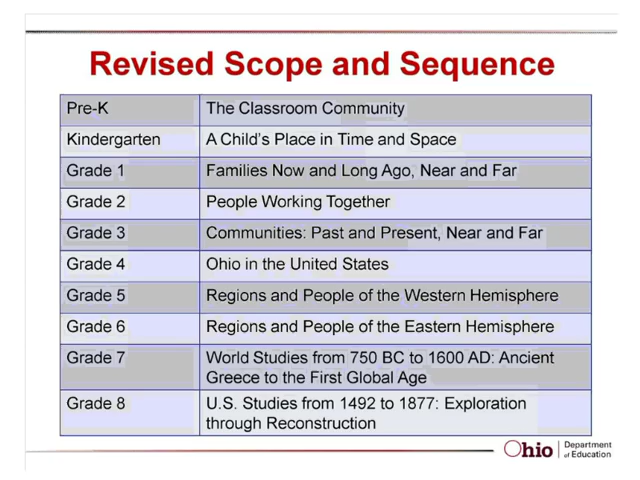 Revised Scope and Sequence
Pre-K The Classroom Community
Kindergarten A Child's Place in Time and Space
Grade 1 Families Now and Long Ago, Near and Far
Grade 2 People Working Together
Grade 3 Communities: Past and Present, Near and Far
Grade 4 Ohio in the United States
Grade 5 Regions and People of the Western Hemisphere
Grade 6 Regions and People of the Eastern Hemisphere
Grade 7 World Studies from 750 BC to 1600 AD: Ancient
Greece to the First Global Age
Grade 8 U.S. Studies from 1492 to 1877: Exploration
through Reconstruction
Ohio Department
of Education